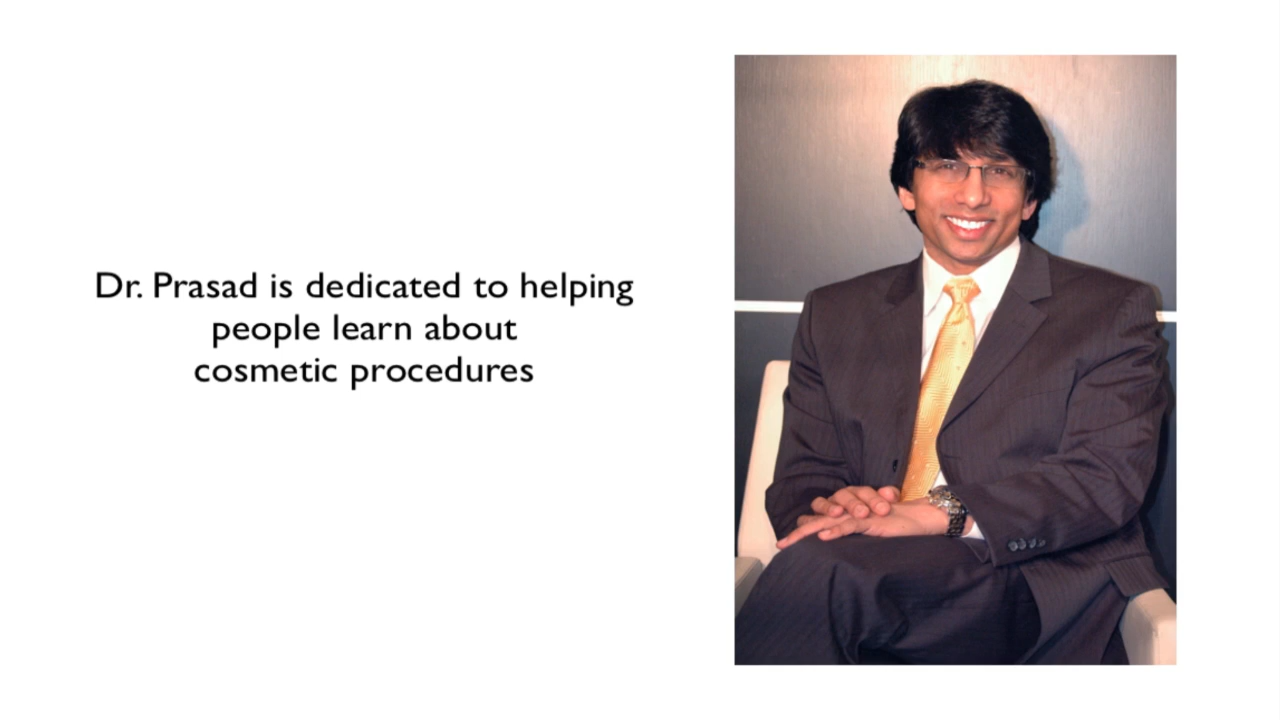 Dr. Prasad is dedicated to helping
people learn about
cosmetic procedures